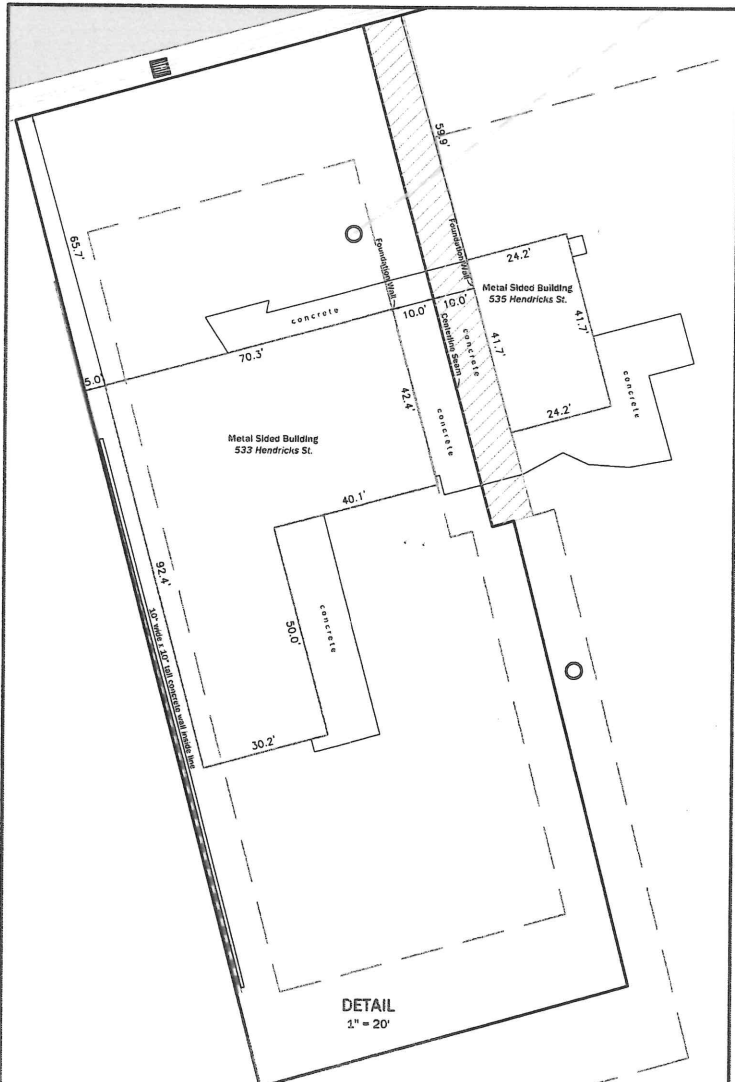 59.9'
65.7'
Foundation Wall
Foundation Wall
24.2'
Metal Sided Building
535 Hendricks St.
concrete
10.0'
10.0'
Centerline Seam
concrete
41.7'
41.7'
70.3'
5.0'
42.4'
concrete
24.2'
concrete
Metal Sided Building
533 Hendricks St.
40.1'
92.4'
10" wide x 10" tall concrete wall inside line
50.0'
concrete
30.2'
DETAIL
1" = 20'